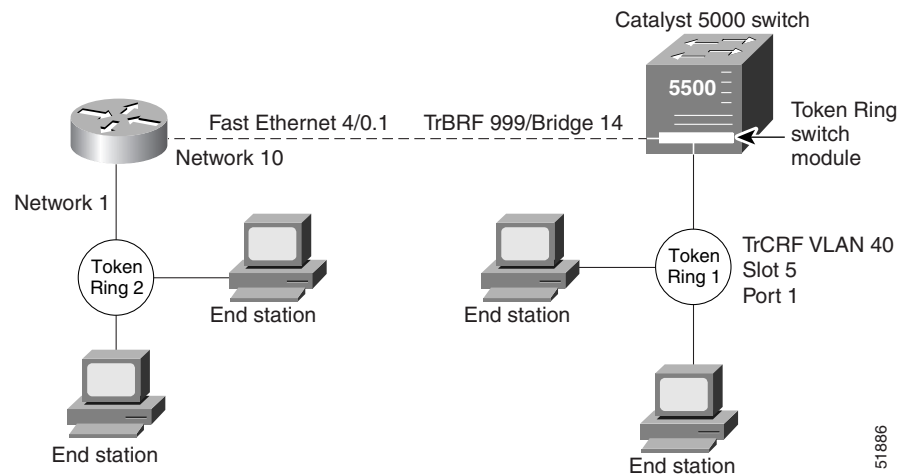 Catalyst 5000 switch
5500
Fast Ethernet 4/0.1
TrBRF 999/Bridge 14
Token Ring
switch
module
Network 10
Network 1
Token
Ring 2
End station
End station
End station
Token
Ring 1
TrCRF VLAN 40
Slot 5
Port 1
End station
51886